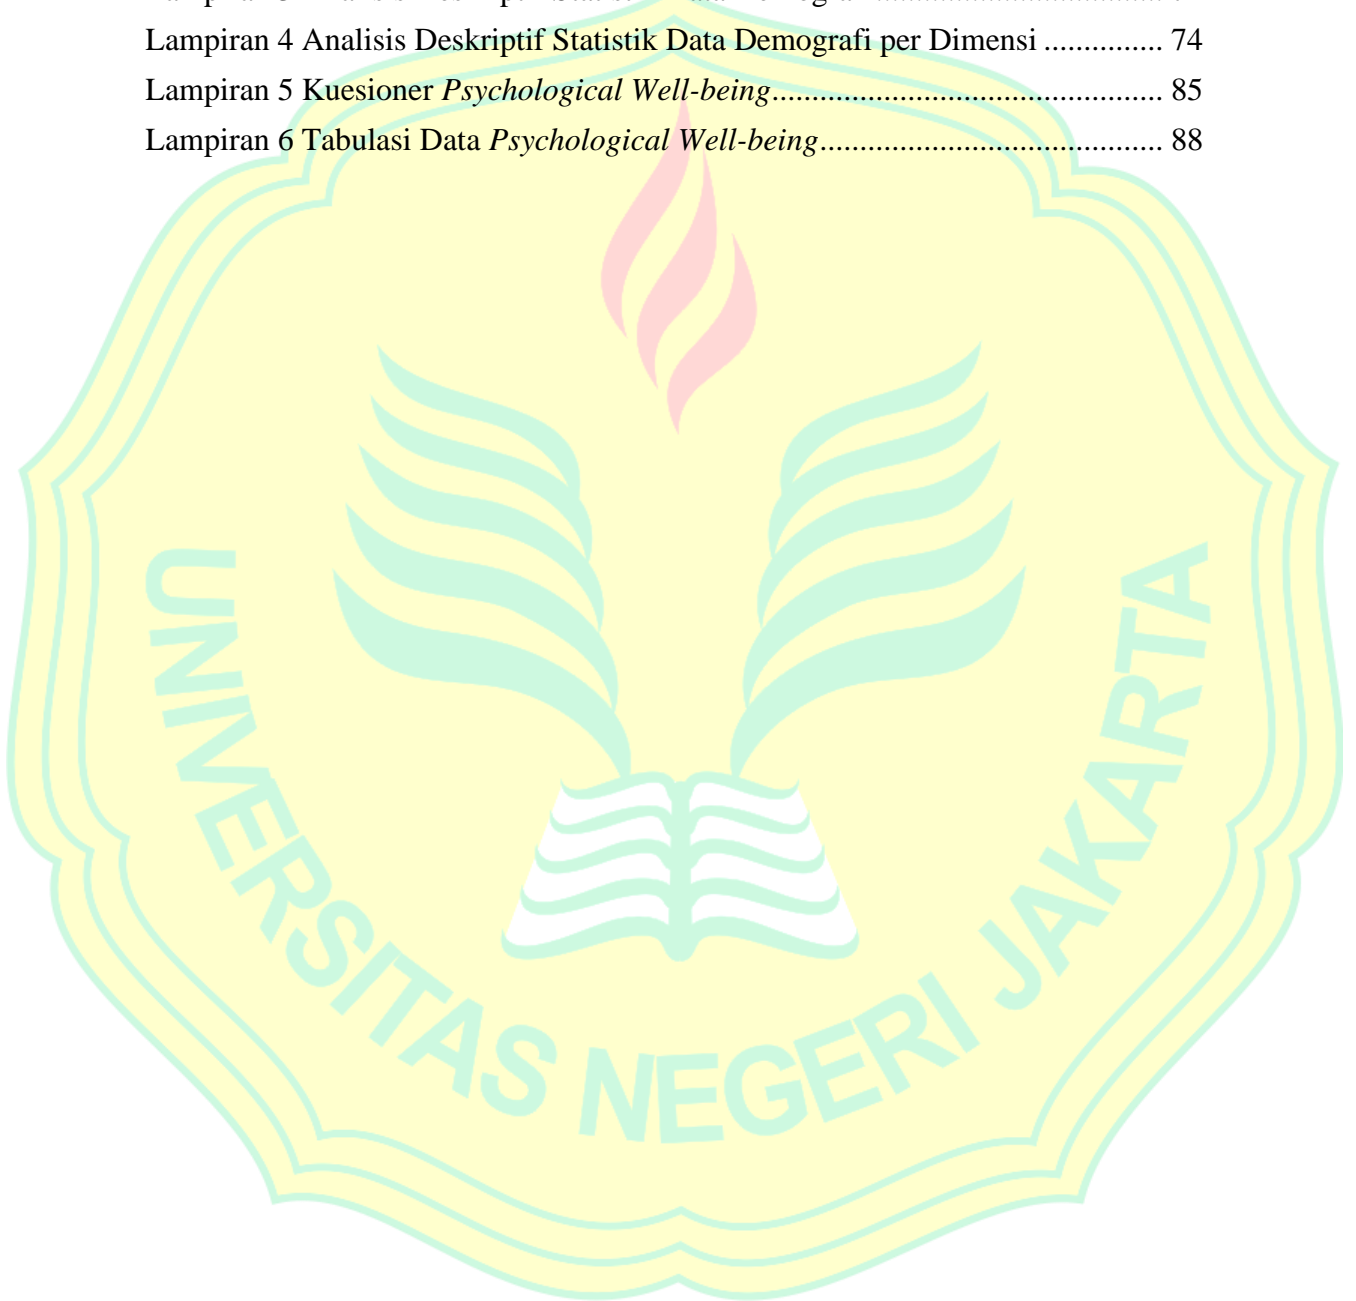 Lampiran 4 Analisis Deskriptif Statistik Data Demografi per Dimensi .............. 74
Lampiran 5 Kuesioner Psychological Well-being................................................. 85
Lampiran 6 Tabulasi Data Psychological Well-being........................................... 88
UNIVERSITAS NEGERI JAKARTA